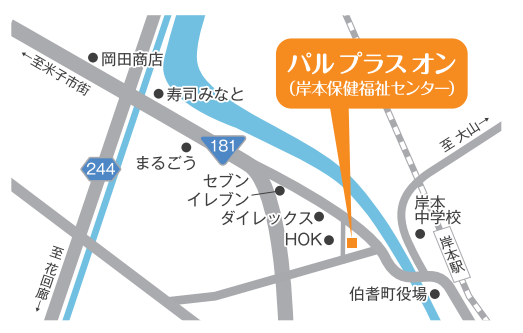 岡田商店
←至米子市街
寿司みなと
パル プラス オン
(岸本保健福祉センター)
至 大山→
181
まるごう
244
セブン
イレブン
ダイレックス
HOK
岸本
中学校
岸本駅
至 花回廊→
伯耆町役場